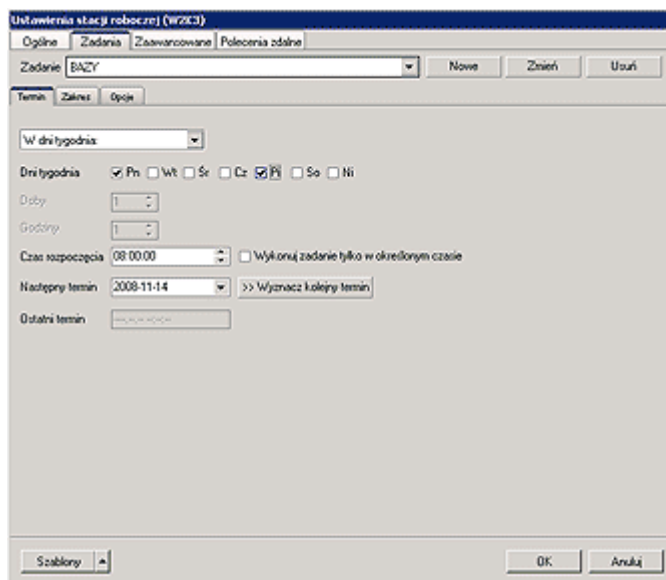 Ustawienia stacji roboczej (W2K3)
Ogólne Zadania Zaawansowane Polecenia zdalne
Zadanie BAZY Nowe Zmień Usuń
Termin Zakres Opcje
W dni tygodnia
Dni tygodnia Pn Wt Śr Cz Pi So Ni
Doby 1
Godziny 1
Czas rozpoczęcia 08:00:00 Wykonuj zadanie tylko w określonym czasie
Następny termin 2008-11-14 >> Wyznacz kolejny termin
Ostatni termin
Szablony OK Anuluj